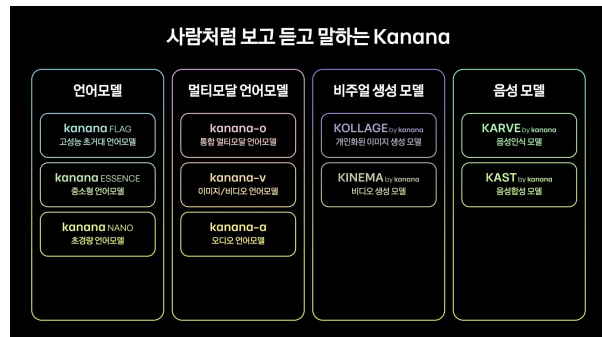 사람처럼 보고 듣고 말하는 Kanana
언어모델
kanana FLAG
고성능 초거대 언어모델
kanana ESSENCE
중소형 언어모델
kanana NANO
초경량 언어모델
멀티모달 언어모델
kanana-o
통합 멀티모달 언어모델
kanana-v
이미지/비디오 언어모델
kanana-a
오디오 언어모델
비주얼 생성 모델
KOLLAGE by kanana
개인화된 이미지 생성 모델
KINEMA by kanana
비디오 생성 모델
음성 모델
KARVE by kanana
음성인식 모델
KAST by kanana
음성합성 모델